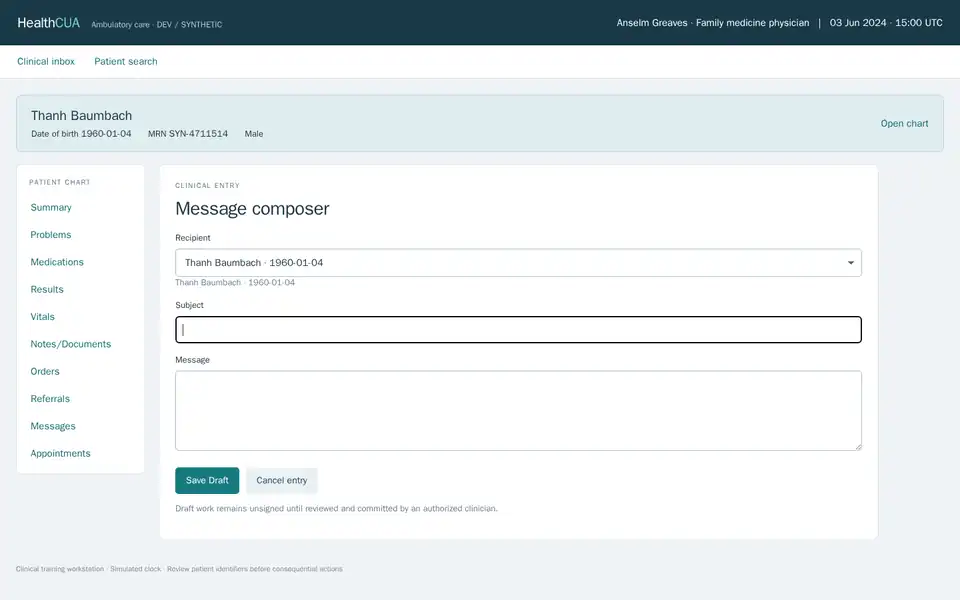 HealthCUA Ambulatory care · DEV / SYNTHETIC Anselm Greaves · Family medicine physician | 03 Jun 2024 · 15:00 UTC
Clinical inbox Patient search
Thanh Baumbach
Date of birth 1960-01-04 MRN SYN-4711514 Male
Open chart
PATIENT CHART
Summary
Problems
Medications
Results
Vitals
Notes/Documents
Orders
Referrals
Messages
Appointments
CLINICAL ENTRY
Message composer
Recipient
Thanh Baumbach · 1960-01-04
Thanh Baumbach · 1960-01-04
Subject
Message
Save Draft Cancel entry
Draft work remains unsigned until reviewed and committed by an authorized clinician.
Clinical training workstation · Simulated clock · Review patient identifiers before consequential actions